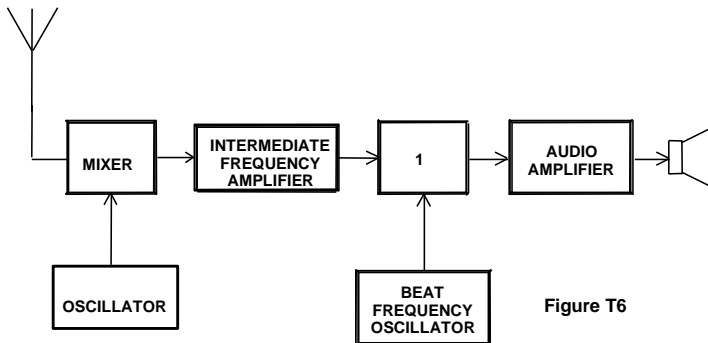 MIXER
INTERMEDIATE
FREQUENCY
AMPLIFIER
1
AUDIO
AMPLIFIER
OSCILLATOR
BEAT
FREQUENCY
OSCILLATOR
Figure T6